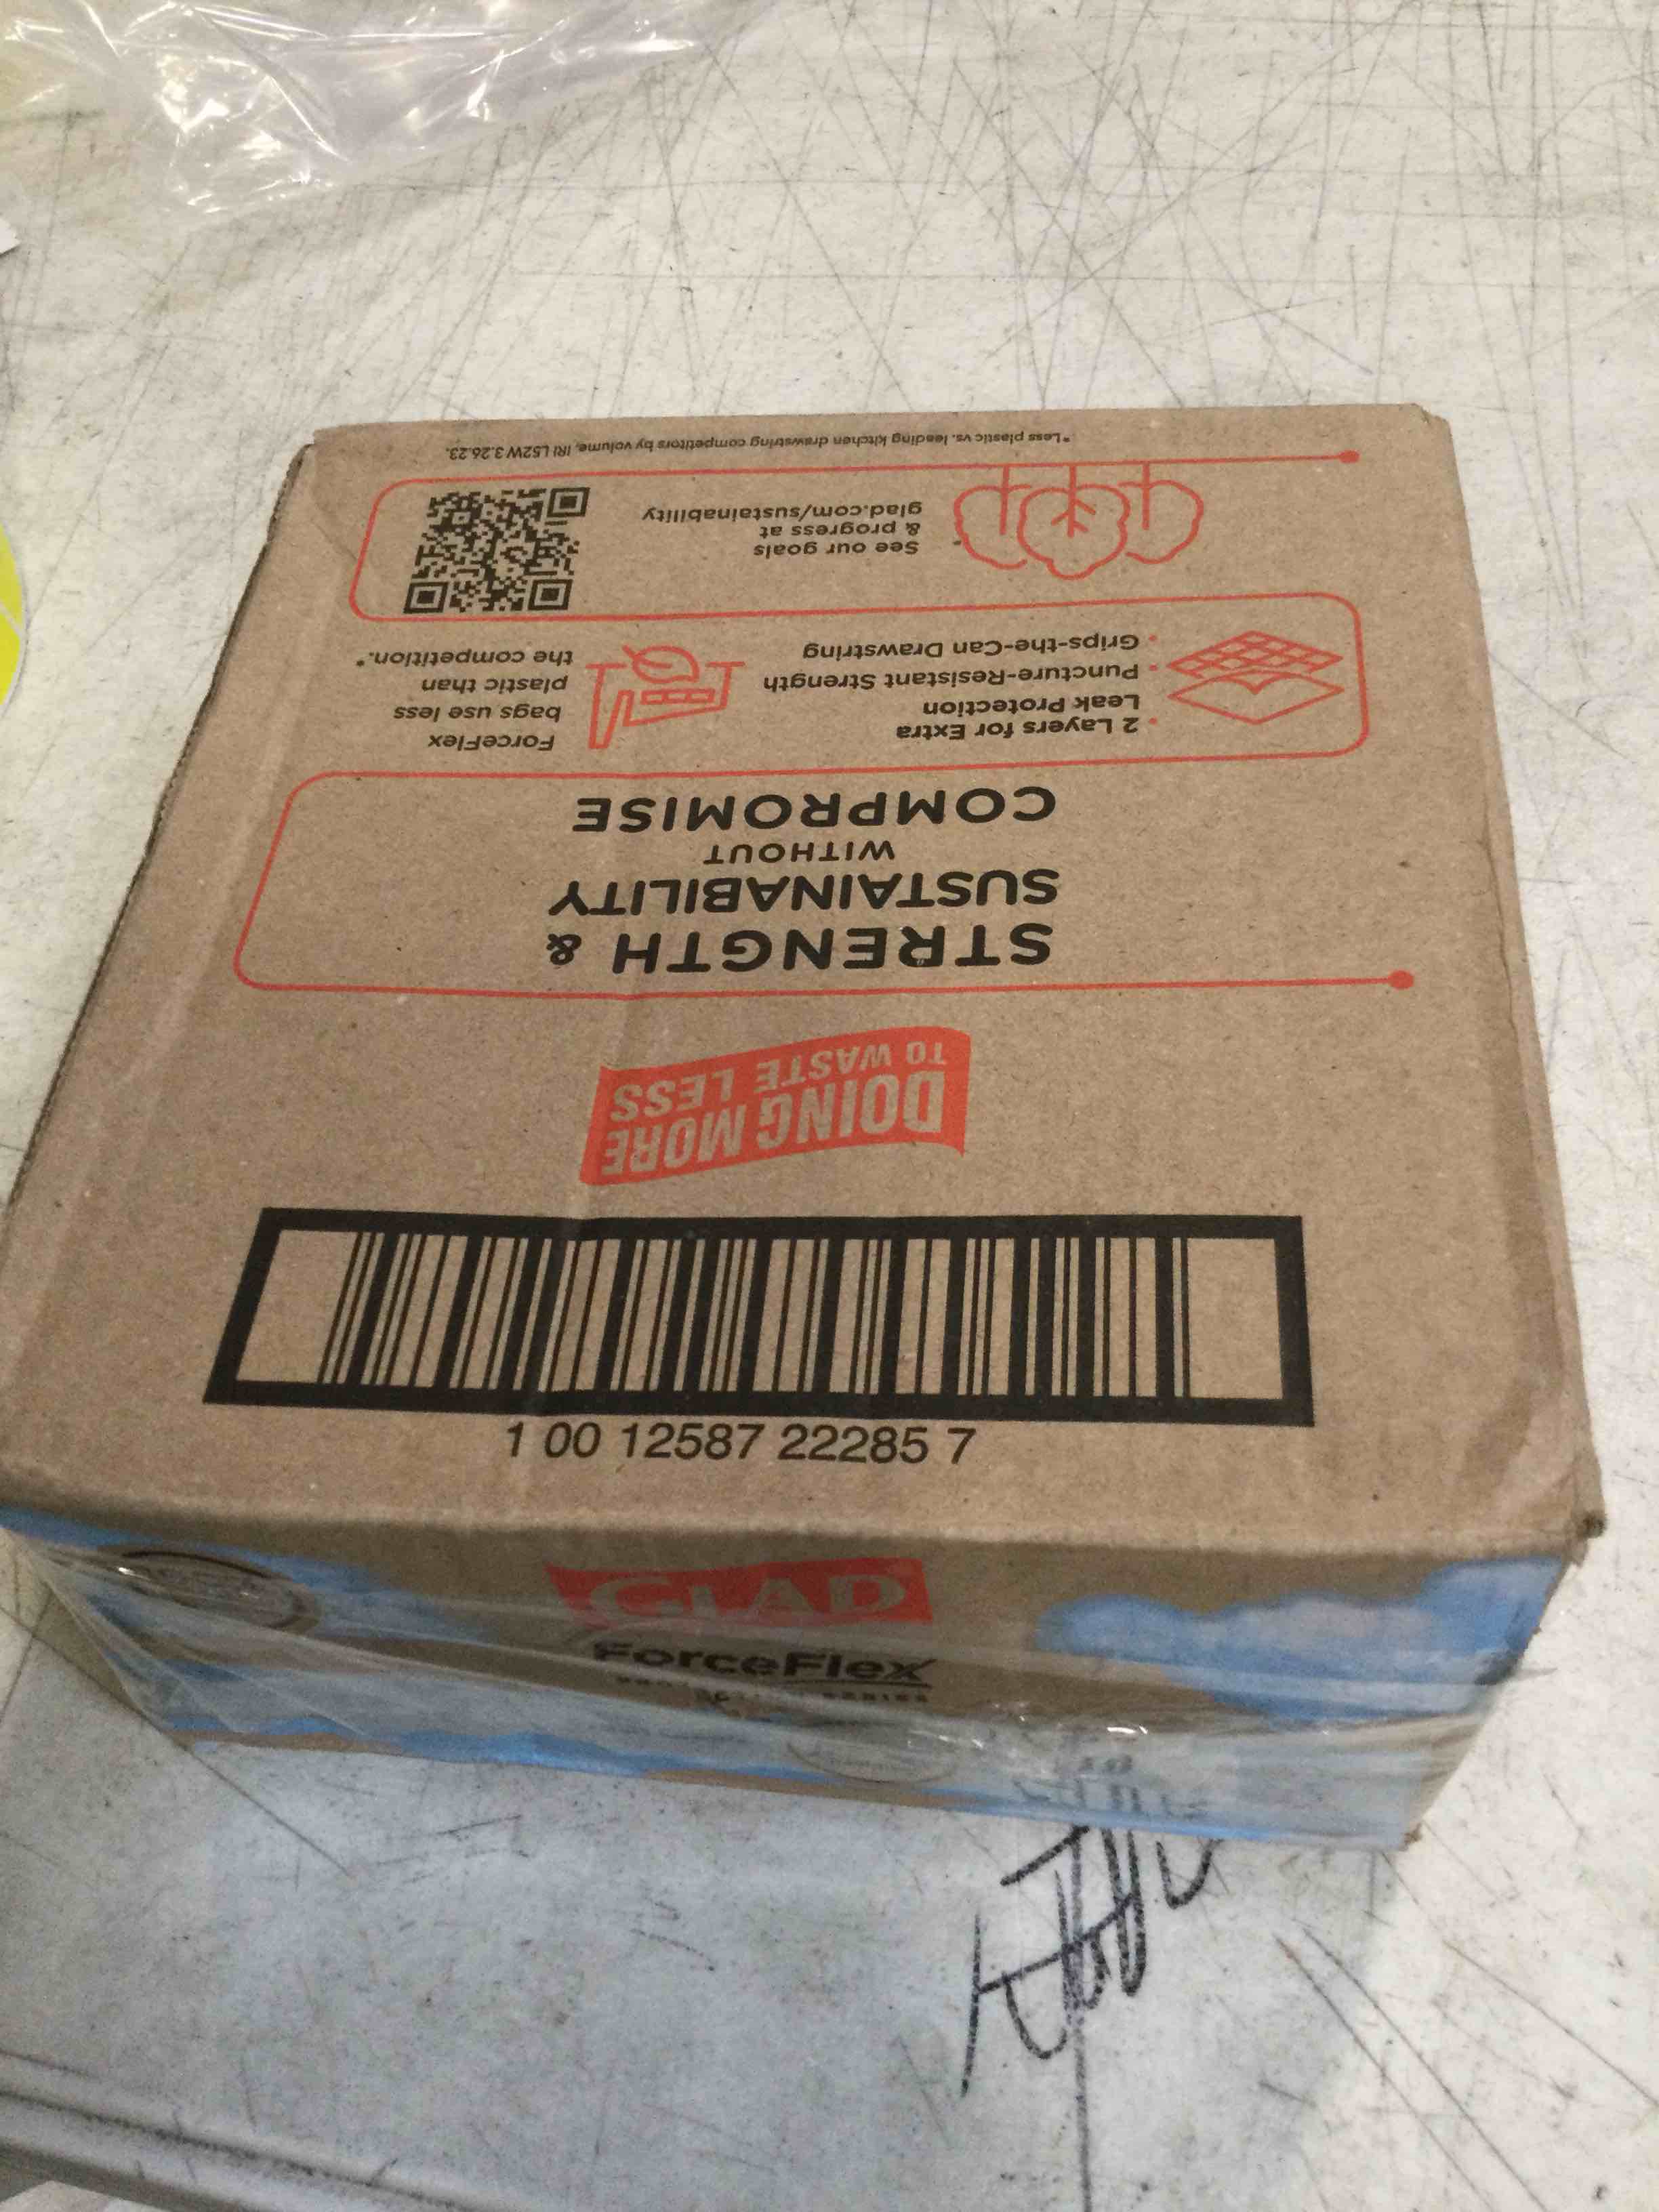 DOING MORE
TO WASTE LESS
STRENGTH &
SUSTAINABILITY
WITHOUT
COMPROMISE
• 2 Layers for Extra
Leak Protection
• Puncture-Resistant Strength
• Grips-the-Can Drawstring
ForceFlex
bags use less
plastic than
the competition.*
See our goals
& progress at
glad.com/sustainability
*Less plastic vs. leading kitchen drawstring competitors by volume, IRI L52W 3.26.23.
1 00 12587 22285 7
GLAD
ForceFlex
SERIES